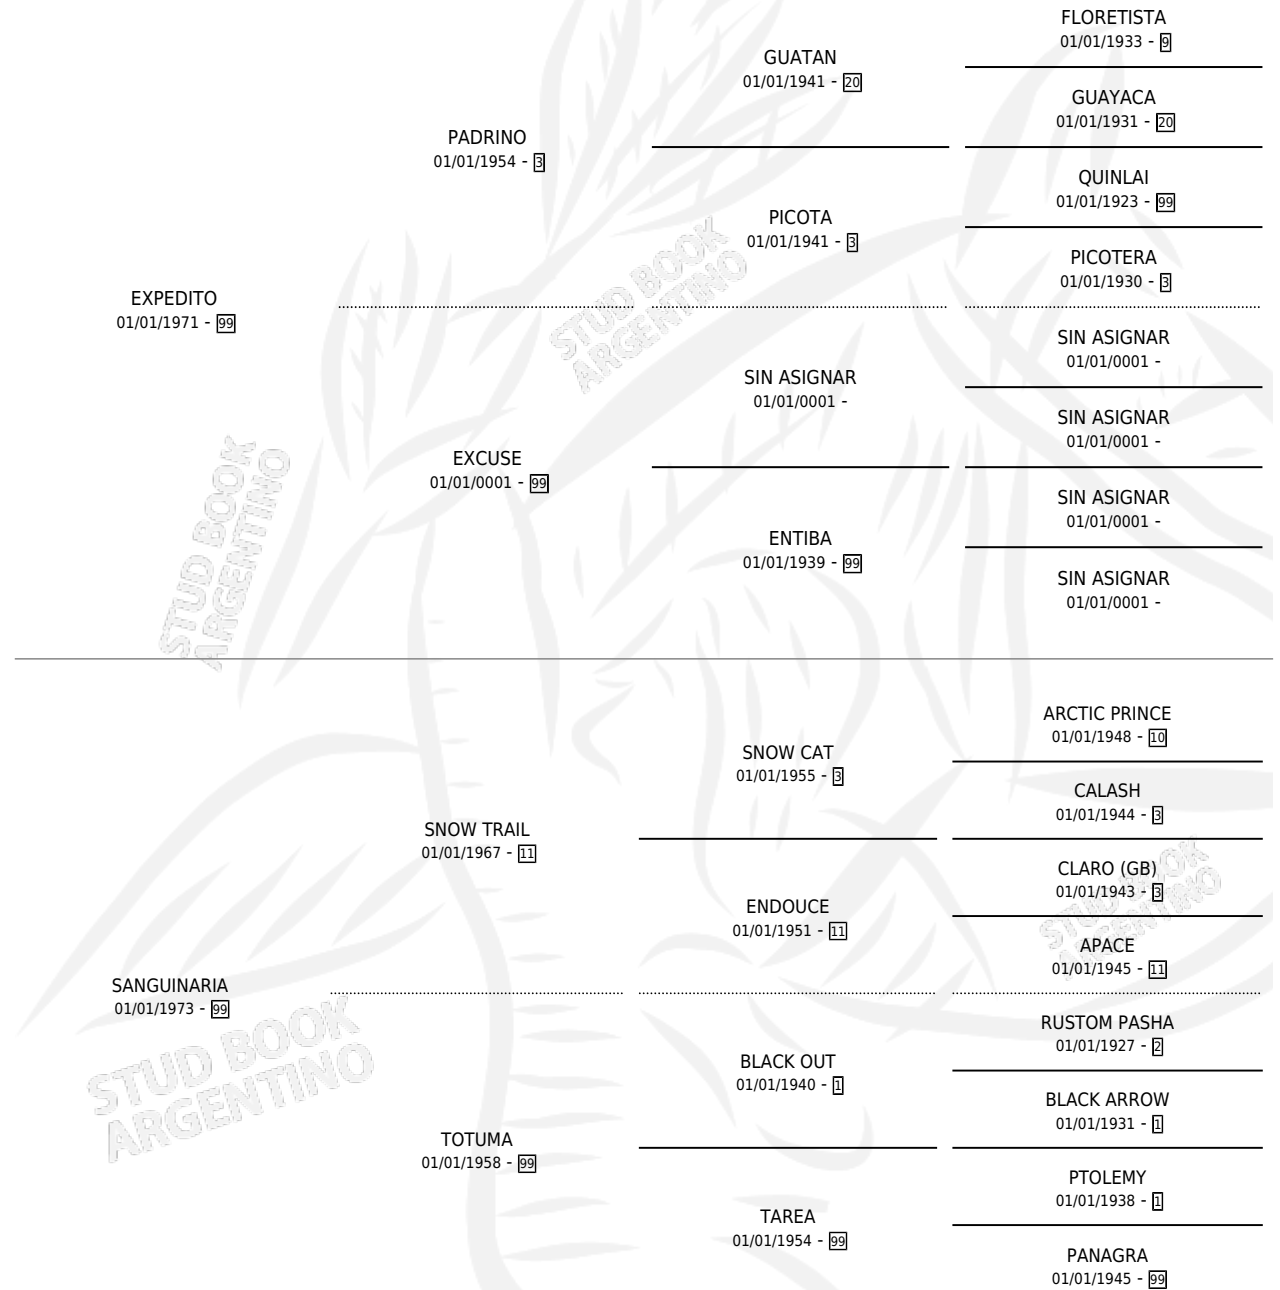 FLORETISTA
01/01/1933 - 9
GUATAN
01/01/1941 - 20
GUAYACA
01/01/1931 - 20
PADRINO
01/01/1954 - 3
QUINLAI
01/01/1923 - 99
PICOTA
01/01/1941 - 3
PICOTERA
01/01/1930 - 3
EXPEDITO
01/01/1971 - 99
SIN ASIGNAR
01/01/0001 -
SIN ASIGNAR
01/01/0001 -
SIN ASIGNAR
01/01/0001 -
EXCUSE
01/01/0001 - 99
SIN ASIGNAR
01/01/0001 -
ENTIBA
01/01/1939 - 99
SIN ASIGNAR
01/01/0001 -
STUD BOOK
ARGENTINO
STUD BOOK
ARGENTINO
ARCTIC PRINCE
01/01/1948 - 10
SNOW CAT
01/01/1955 - 3
CALASH
01/01/1944 - 3
SNOW TRAIL
01/01/1967 - 11
CLARO (GB)
01/01/1943 - 3
ENDOUCE
01/01/1951 - 11
APACE
01/01/1945 - 11
SANGUINARIA
01/01/1973 - 99
RUSTOM PASHA
01/01/1927 - 2
BLACK OUT
01/01/1940 - 1
BLACK ARROW
01/01/1931 - 1
TOTUMA
01/01/1958 - 99
PTOLEMY
01/01/1938 - 1
TAREA
01/01/1954 - 99
PANAGRA
01/01/1945 - 99
STUD BOOK
ARGENTINO
STUD BOOK
ARGENTINO